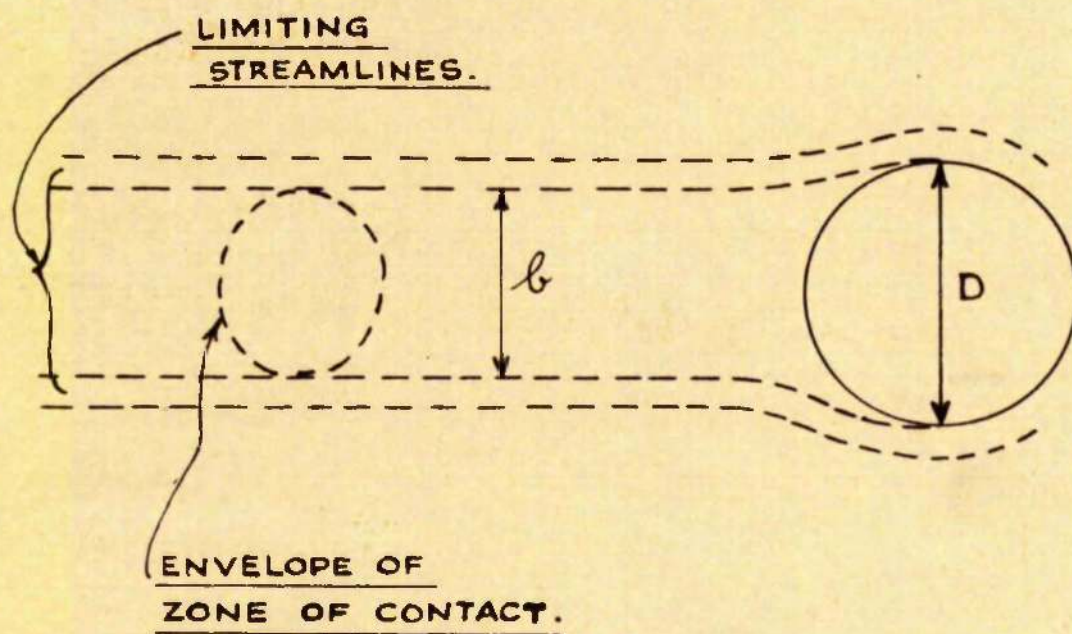 LIMITING
STREAMLINES.
b
D
ENVELOPE OF
ZONE OF CONTACT.